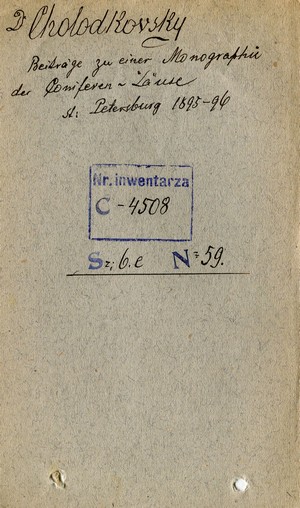 Dr Cholodkovsky
Beiträge zu einer Monographie
der Coniferen-Läuse
St. Petersburg 1895-96
Nr. inwentarza
C-4508
Sz; 6.e N=59.